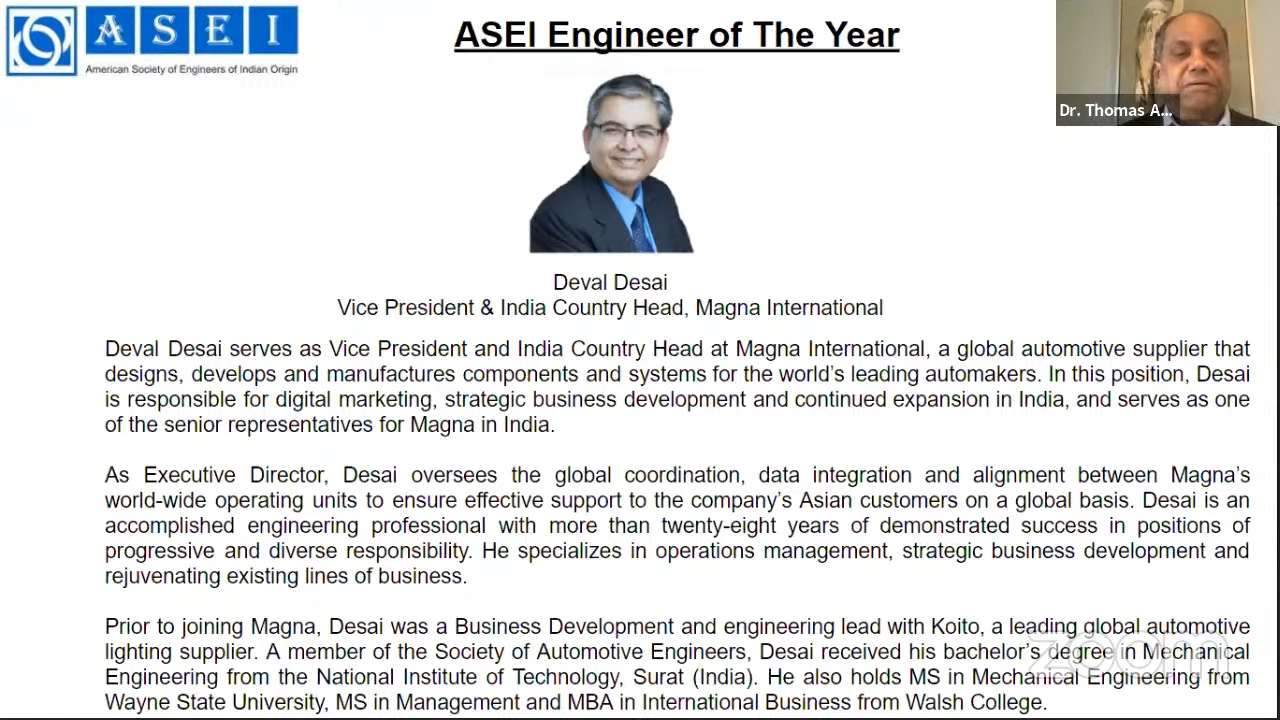 A S E I
American Society of Engineers of Indian Origin
ASEI Engineer of The Year
Dr. Thomas A...
Deval Desai
Vice President & India Country Head, Magna International
Deval Desai serves as Vice President and India Country Head at Magna International, a global automotive supplier that
designs, develops and manufactures components and systems for the world’s leading automakers. In this position, Desai
is responsible for digital marketing, strategic business development and continued expansion in India, and serves as one
of the senior representatives for Magna in India.
As Executive Director, Desai oversees the global coordination, data integration and alignment between Magna’s
world-wide operating units to ensure effective support to the company’s Asian customers on a global basis. Desai is an
accomplished engineering professional with more than twenty-eight years of demonstrated success in positions of
progressive and diverse responsibility. He specializes in operations management, strategic business development and
rejuvenating existing lines of business.
Prior to joining Magna, Desai was a Business Development and engineering lead with Koito, a leading global automotive
lighting supplier. A member of the Society of Automotive Engineers, Desai received his bachelor’s degree in Mechanical
Engineering from the National Institute of Technology, Surat (India). He also holds MS in Mechanical Engineering from
Wayne State University, MS in Management and MBA in International Business from Walsh College.
zoom